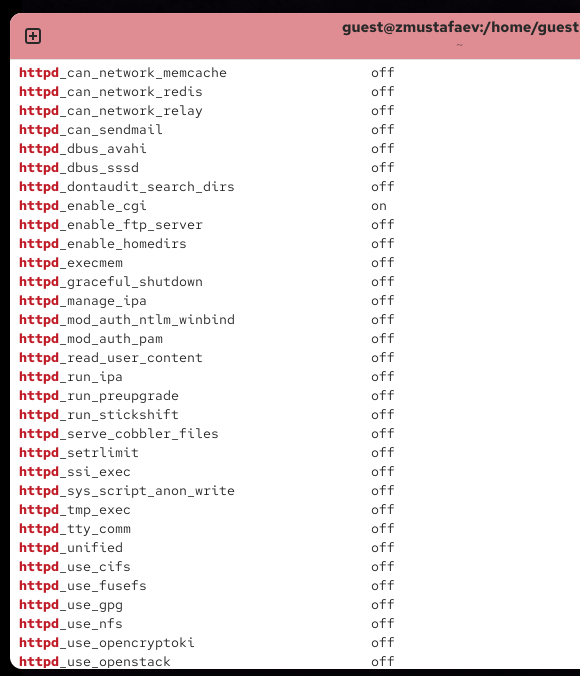 guest@zmustafaev:/home/guest
~
httpd_can_network_memcache off
httpd_can_network_redis off
httpd_can_network_relay off
httpd_can_sendmail off
httpd_dbus_avahi off
httpd_dbus_sssd off
httpd_dontaudit_search_dirs off
httpd_enable_cgi on
httpd_enable_ftp_server off
httpd_enable_homedirs off
httpd_execmem off
httpd_graceful_shutdown off
httpd_manage_ipa off
httpd_mod_auth_ntlm_winbind off
httpd_mod_auth_pam off
httpd_read_user_content off
httpd_run_ipa off
httpd_run_preupgrade off
httpd_run_stickshift off
httpd_serve_cobbler_files off
httpd_setrlimit off
httpd_ssi_exec off
httpd_sys_script_anon_write off
httpd_tmp_exec off
httpd_tty_comm off
httpd_unified off
httpd_use_cifs off
httpd_use_fusefs off
httpd_use_gpg off
httpd_use_nfs off
httpd_use_opencryptoki off
httpd_use_openstack off